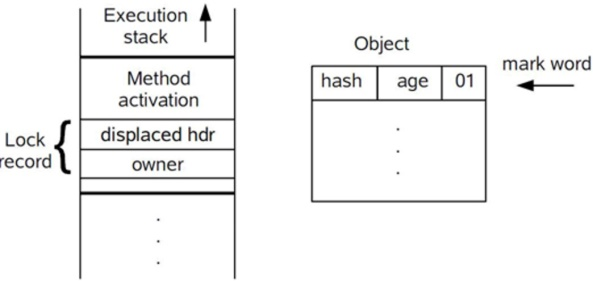 Execution
stack
Method
activation
Lock
record
displaced hdr
owner
Object
hash age 01
mark word